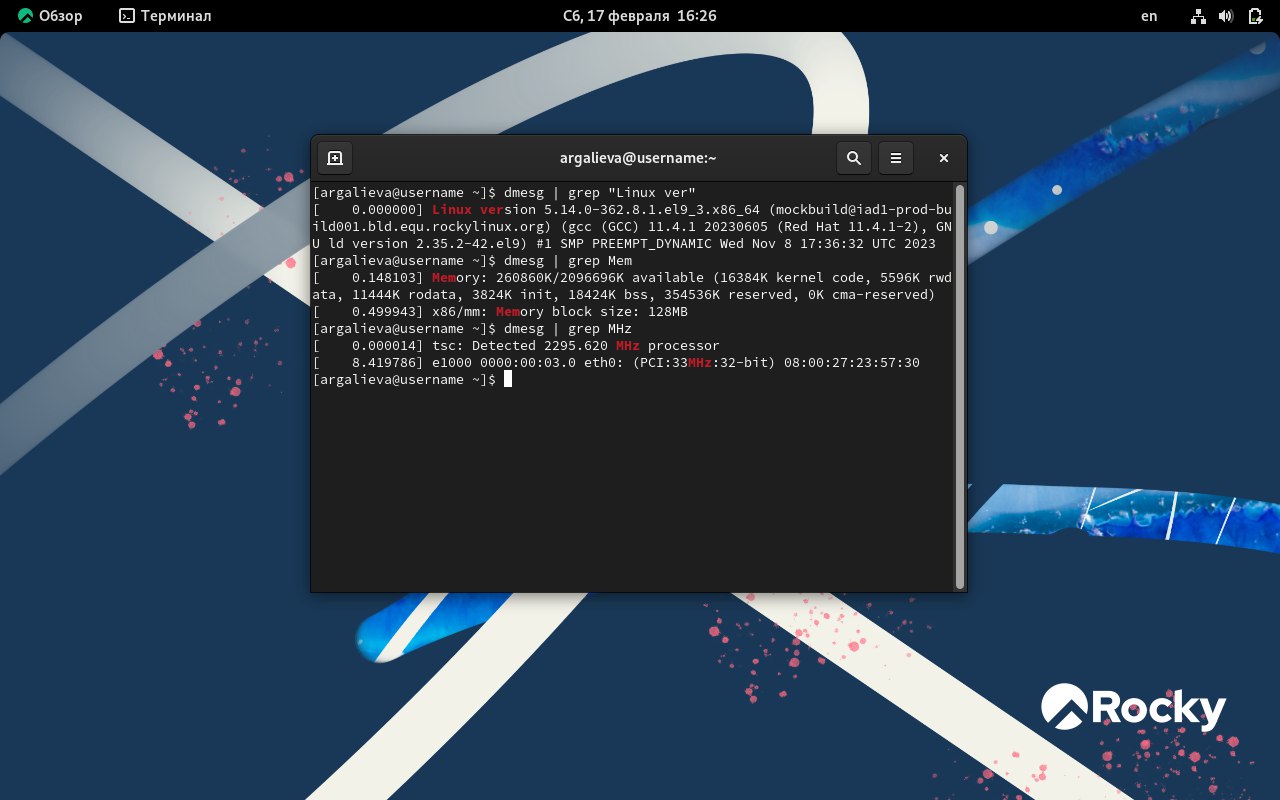 Обзор Терминал Сб, 17 февраля 16:26 en
argalieva@username:~
[argalieva@username ~]$ dmesg | grep "Linux ver"
[    0.000000] Linux version 5.14.0-362.8.1.el9_3.x86_64 (mockbuild@iad1-prod-bu
ild001.bld.equ.rockylinux.org) (gcc (GCC) 11.4.1 20230605 (Red Hat 11.4.1-2), GN
U ld version 2.35.2-42.el9) #1 SMP PREEMPT_DYNAMIC Wed Nov 8 17:36:32 UTC 2023
[argalieva@username ~]$ dmesg | grep Mem
[    0.148103] Memory: 260860K/2096696K available (16384K kernel code, 5596K rwd
ata, 11444K rodata, 3824K init, 18424K bss, 354536K reserved, 0K cma-reserved)
[    0.499943] x86/mm: Memory block size: 128MB
[argalieva@username ~]$ dmesg | grep MHz
[    0.000014] tsc: Detected 2295.620 MHz processor
[    8.419786] e1000 0000:00:03.0 eth0: (PCI:33MHz:32-bit) 08:00:27:23:57:30
[argalieva@username ~]$
Rocky